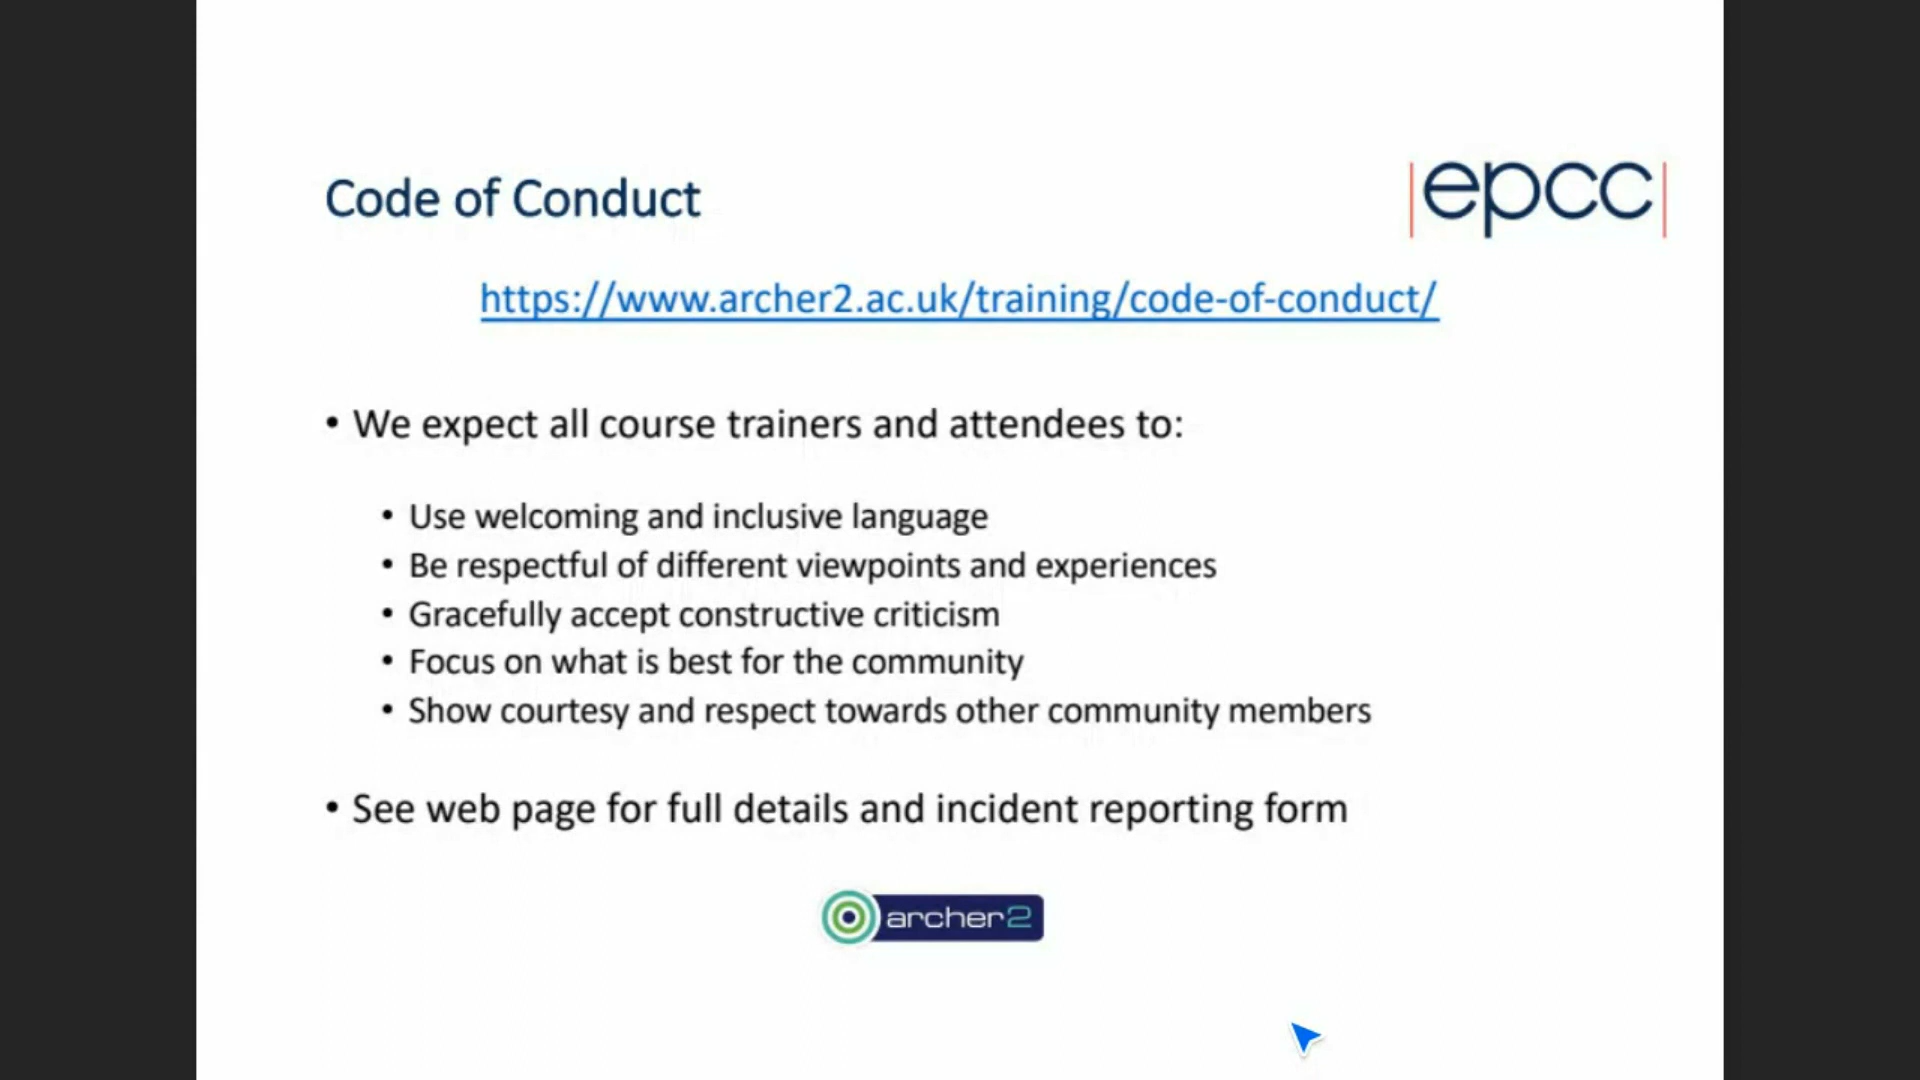 Code of Conduct
|epcc|
https://www.archer2.ac.uk/training/code-of-conduct/
• We expect all course trainers and attendees to:
• Use welcoming and inclusive language
• Be respectful of different viewpoints and experiences
• Gracefully accept constructive criticism
• Focus on what is best for the community
• Show courtesy and respect towards other community members
• See web page for full details and incident reporting form
archer2